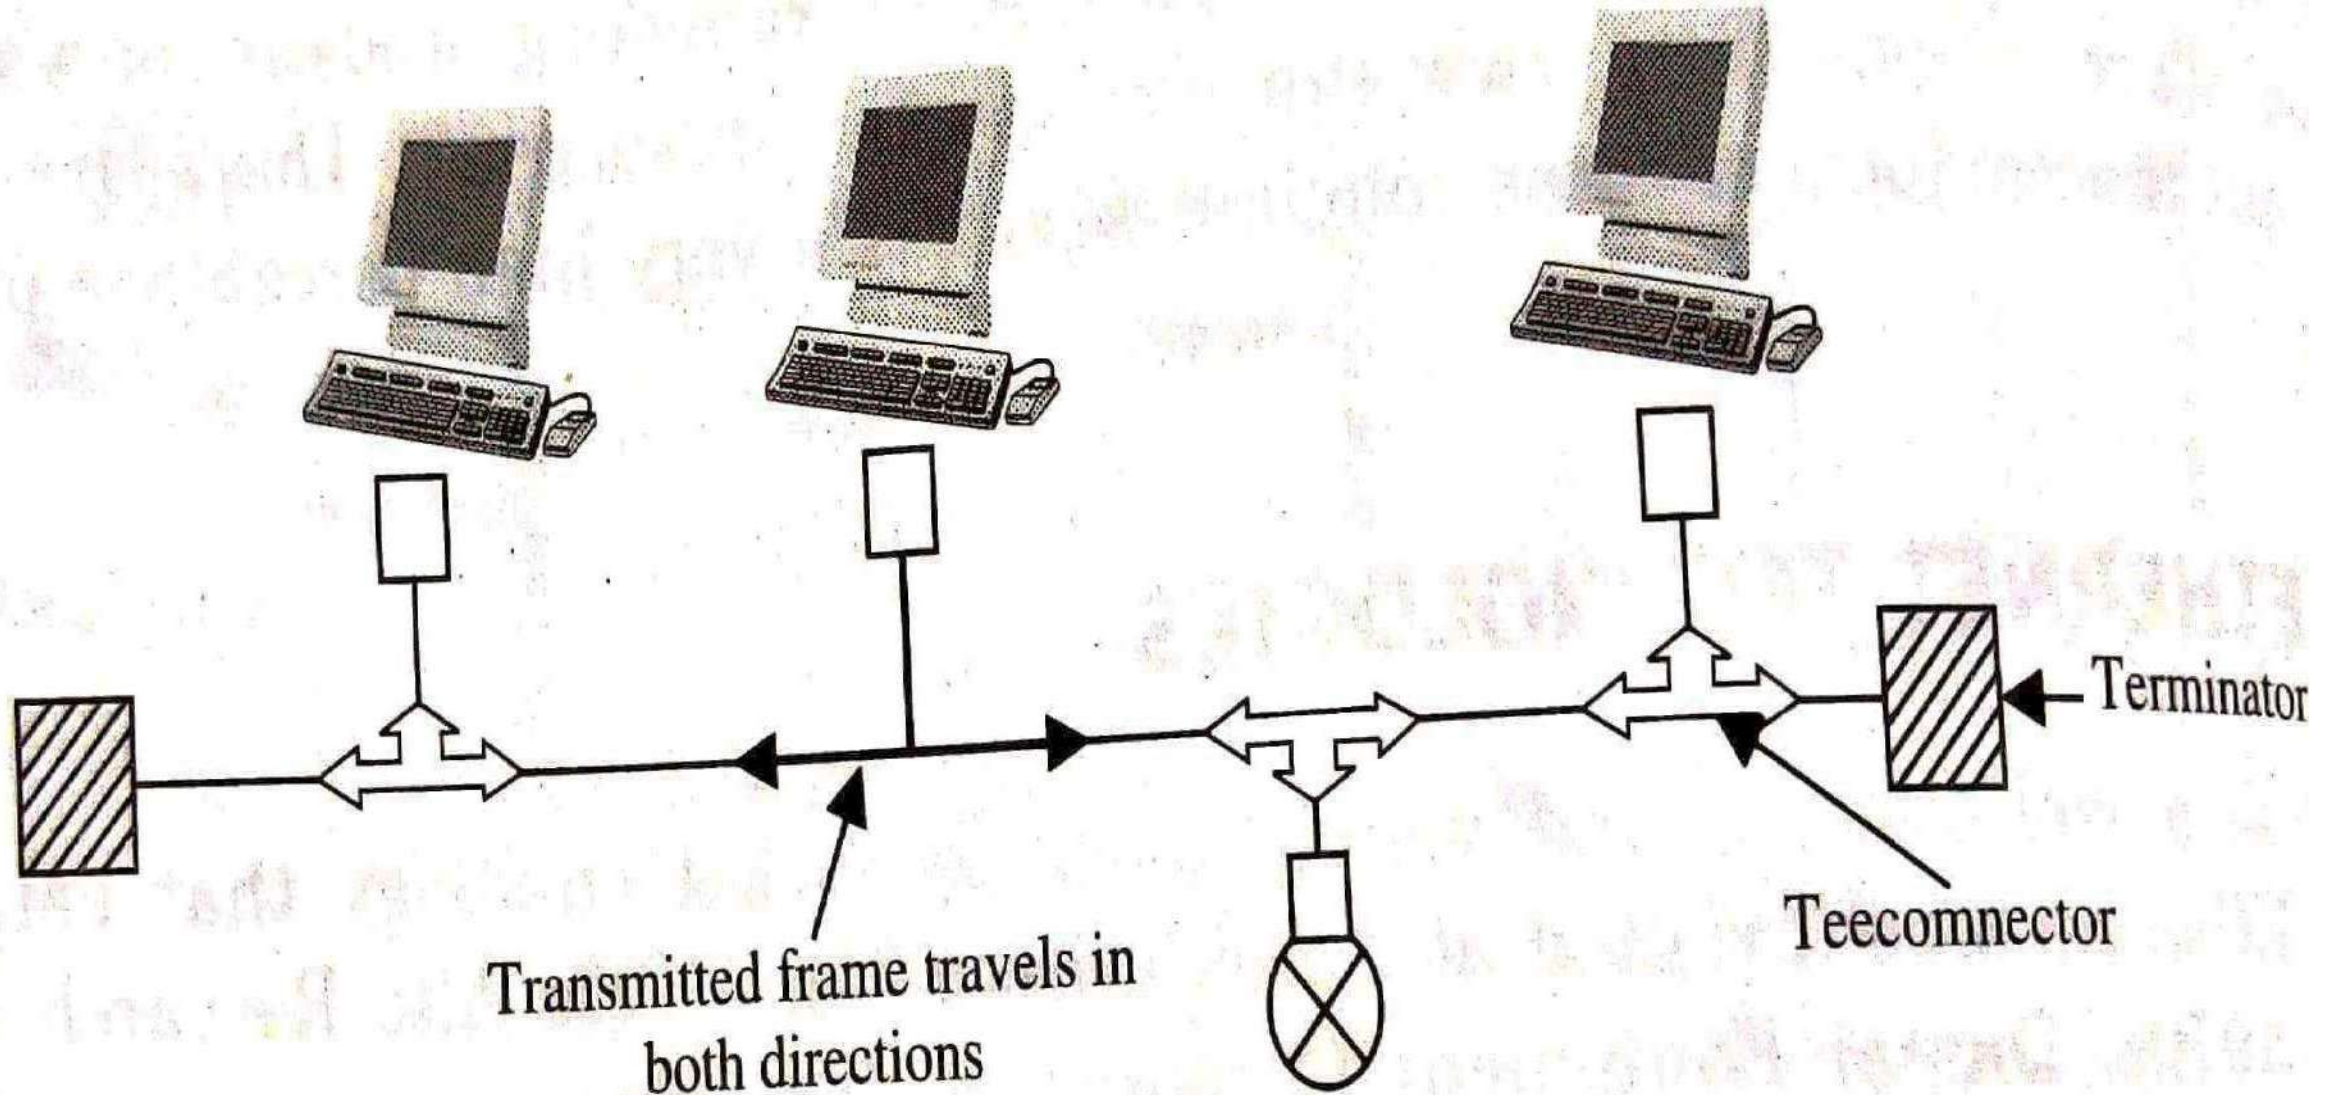 Terminator
Teecomnector
Transmitted frame travels in
both directions